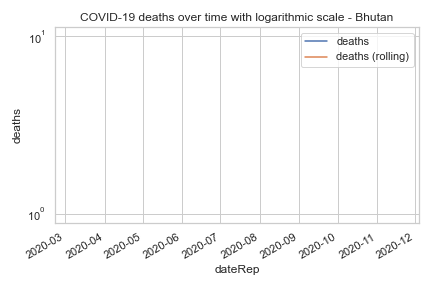 COVID-19 deaths over time with logarithmic scale - Bhutan
10¹
deaths
deaths (rolling)
deaths
10⁰
2020-03
2020-04
2020-05
2020-06
2020-07
2020-08
2020-09
2020-10
2020-11
2020-12
dateRep